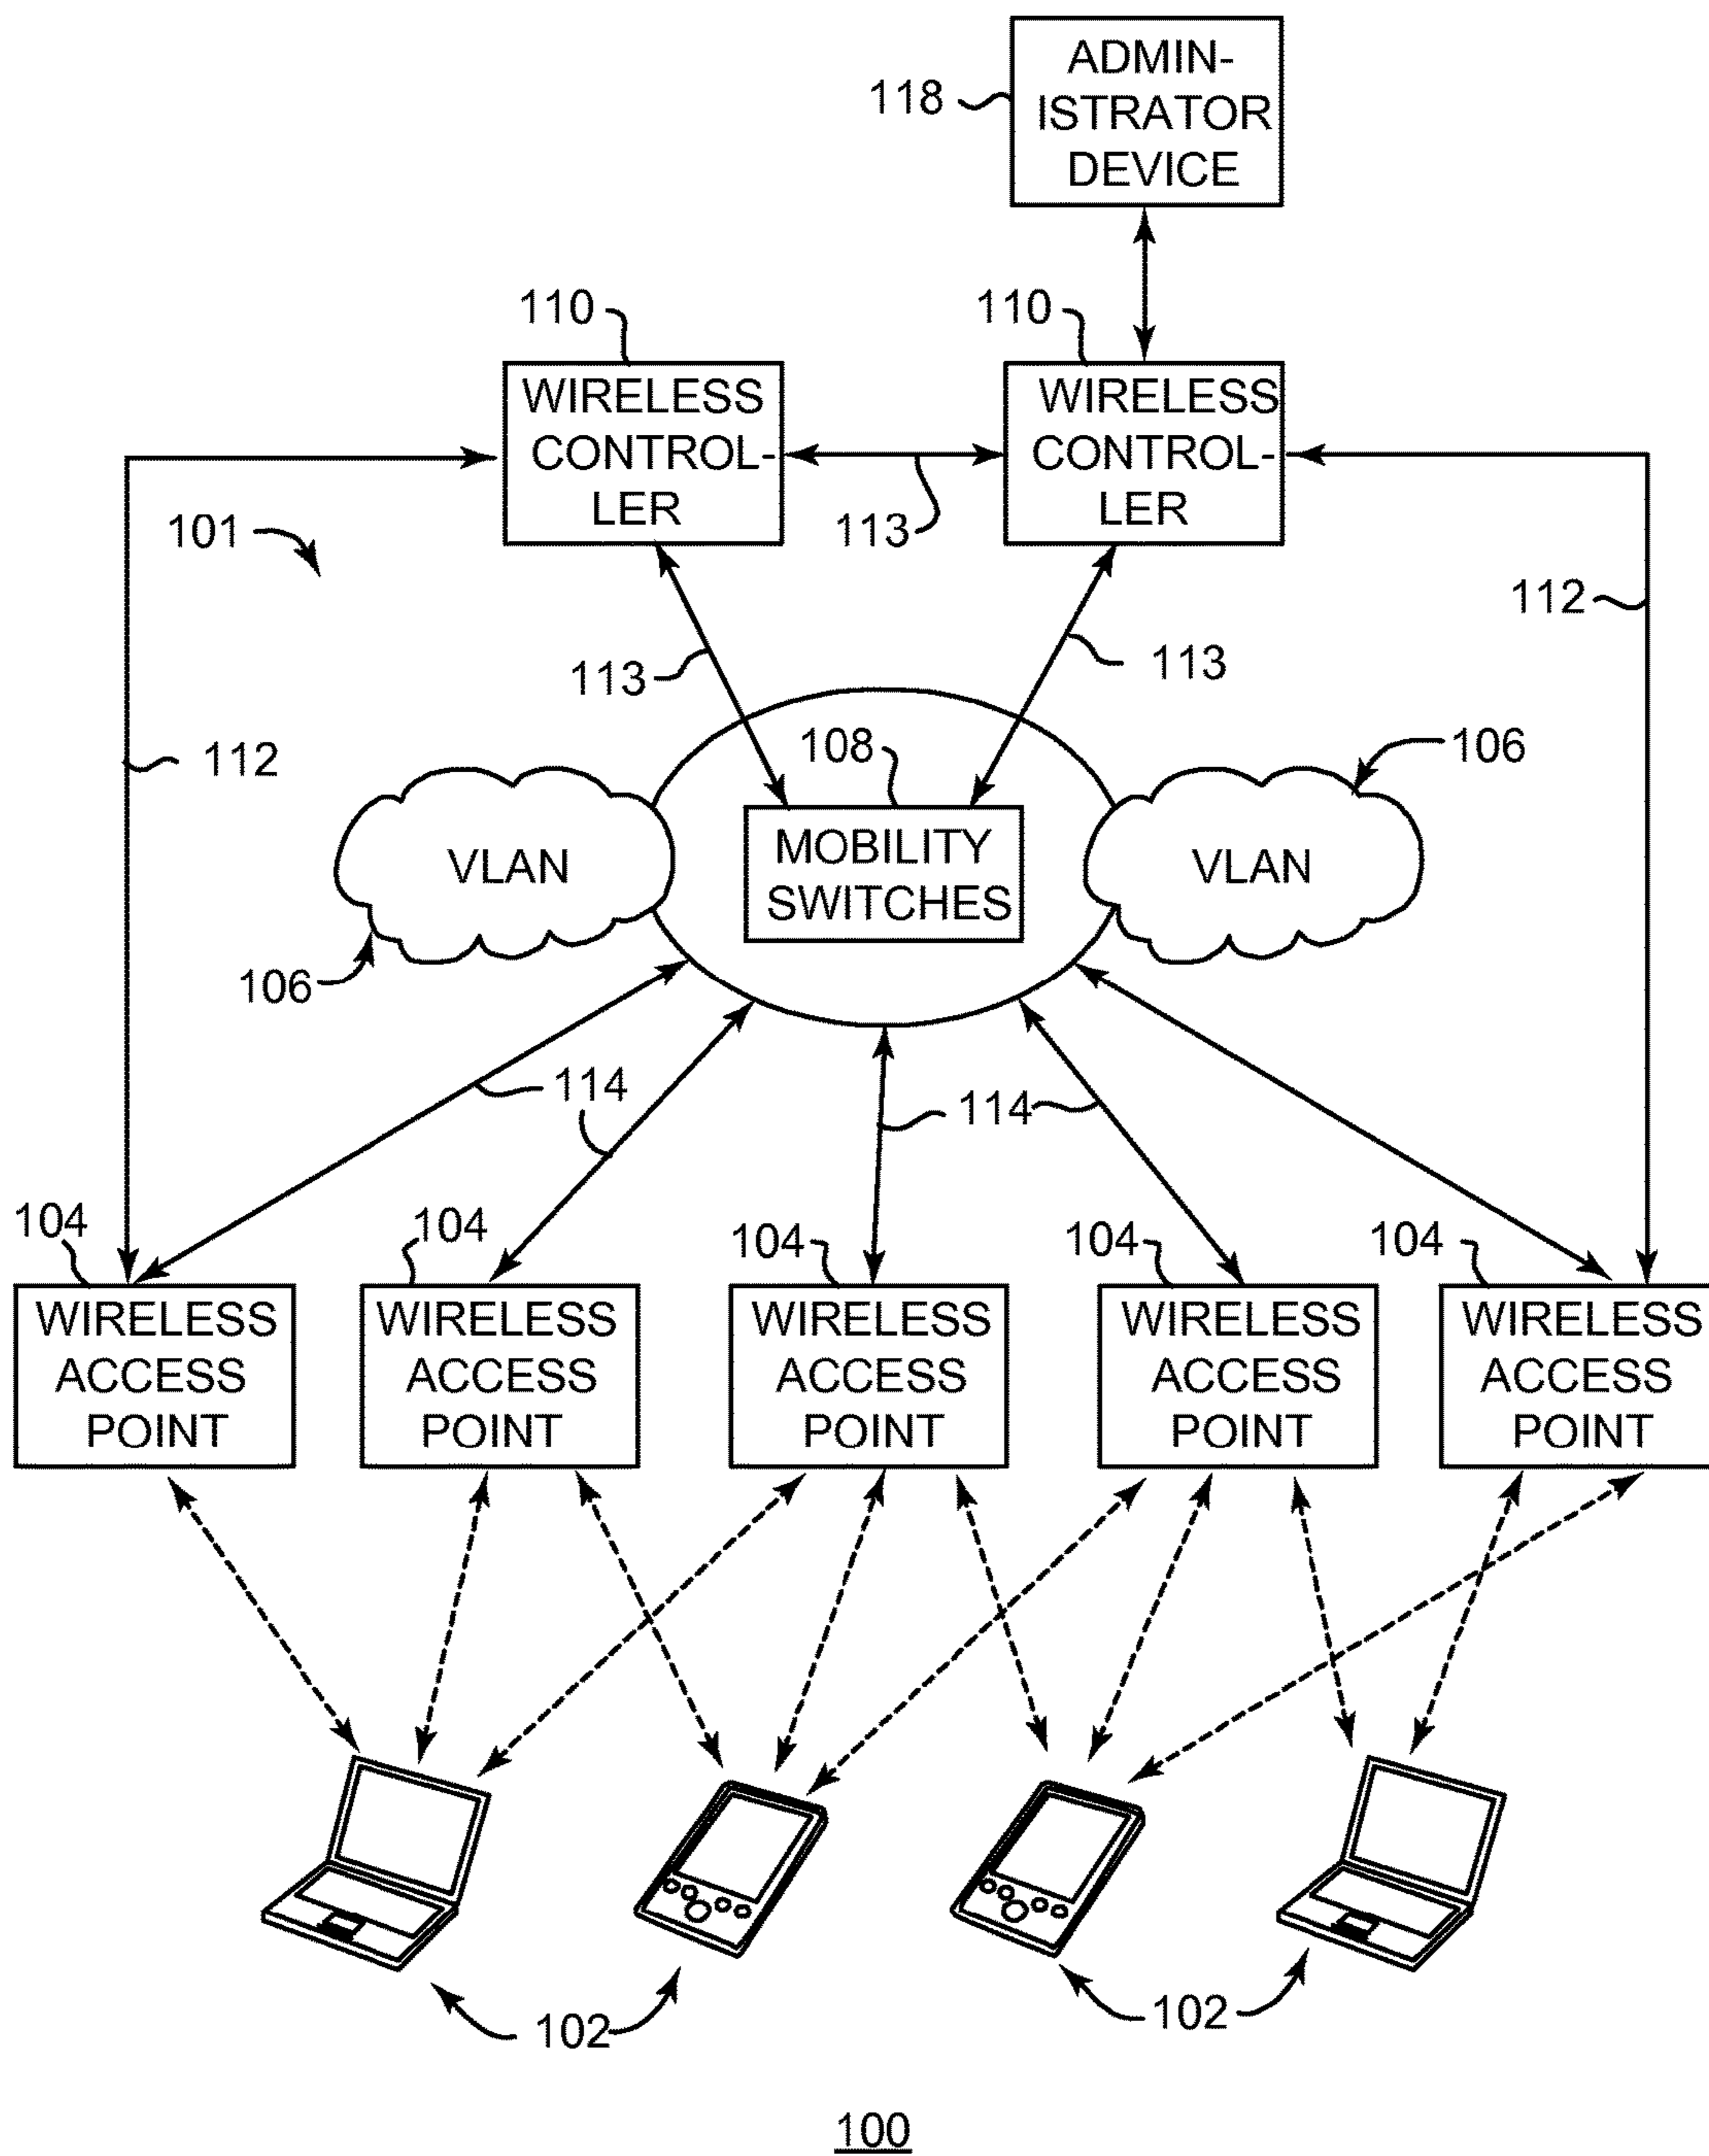 ADMIN-
118
ISTRATOR
DEVICE
110
110
WIRELESS
CONTROL-
LER
WIRELESS
CONTROL-
LER
113
101
112
113
113
112
108
106
VLAN
MOBILITY
SWITCHES
VLAN
106
114
114
104
104
104
104
104
WIRELESS
ACCESS
POINT
WIRELESS
ACCESS
POINT
WIRELESS
ACCESS
POINT
WIRELESS
ACCESS
POINT
WIRELESS
ACCESS
POINT
102
102
100